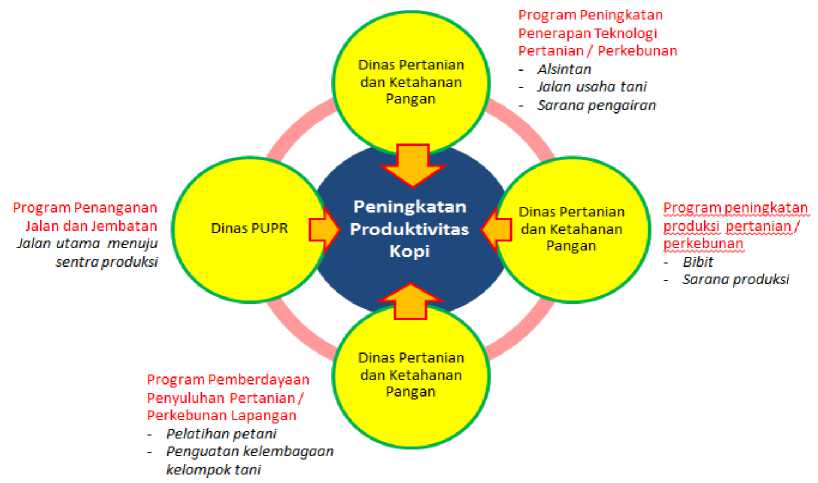 Program Peningkatan
Penerapan Teknologi
Pertanian / Perkebunan
- Alsintan
- Jalan usaha tani
- Sarana pengairan
Dinas Pertanian
dan Ketahanan
Pangan
Program Penanganan
Jalan dan Jembatan
Jalan utama menuju
sentra produksi
Dinas PUPR
Peningkatan
Produktivitas
Kopi
Dinas Pertanian
dan Ketahanan
Pangan
Program peningkatan
produksi pertanian /
perkebunan
- Bibit
- Sarana produksi
Dinas Pertanian
dan Ketahanan
Pangan
Program Pemberdayaan
Penyuluhan Pertanian /
Perkebunan Lapangan
- Pelatihan petani
- Penguatan kelembagaan
kelompok tani